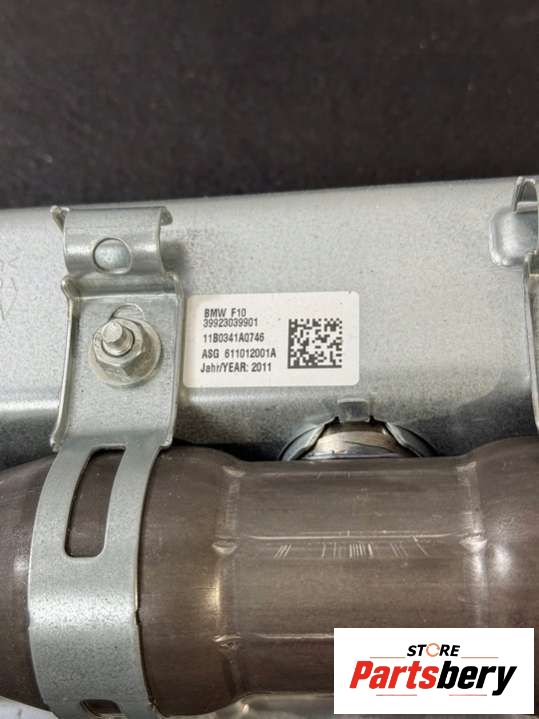 BMW F10
39923039901
11B0341A0746
ASG 611012001A
Jahr/YEAR: 2011
STORE
Partsbery